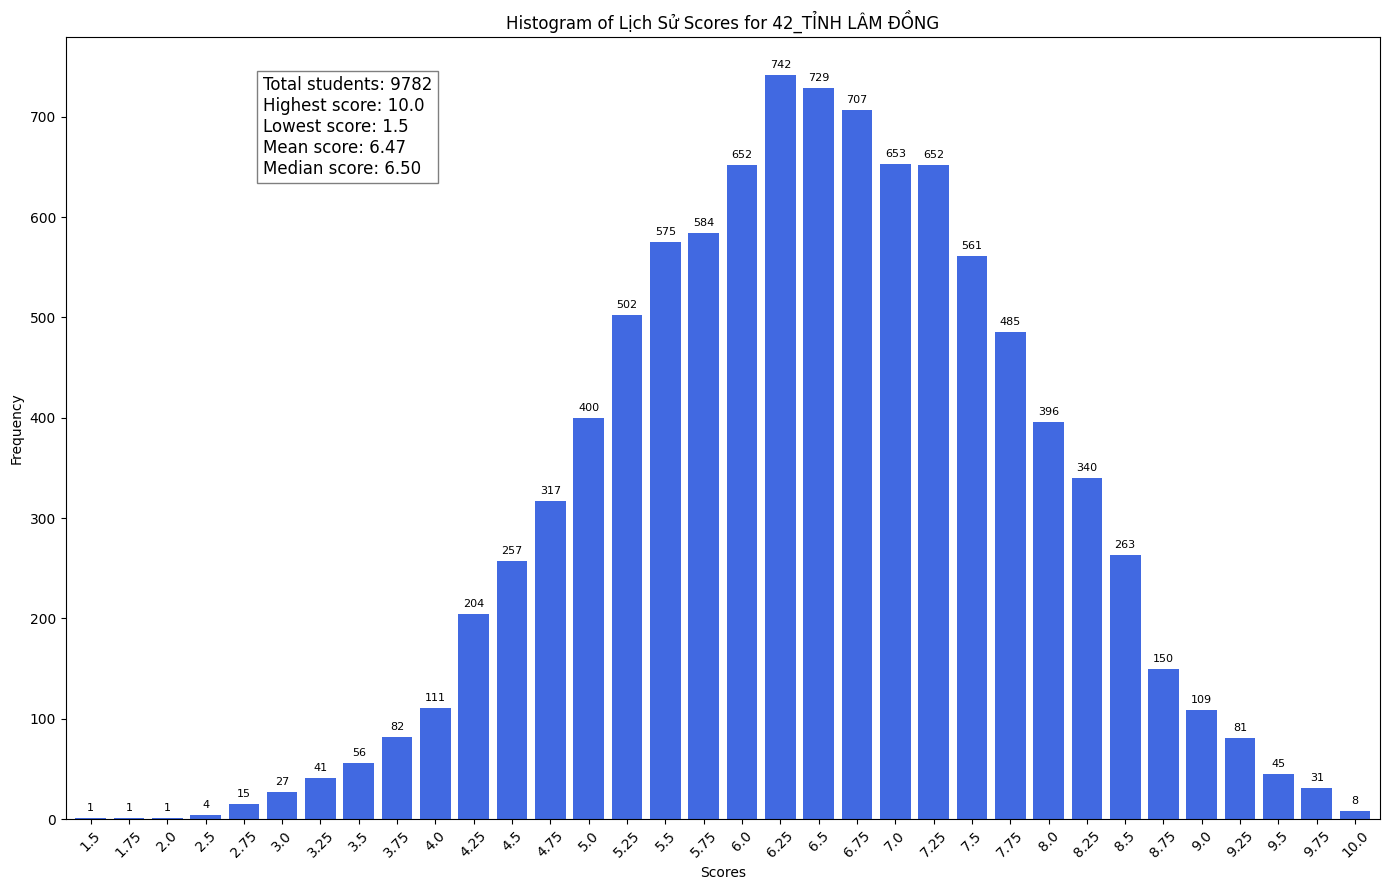 Histogram of Lịch Sử Scores for 42_TỈNH LÂM ĐỒNG
Total students: 9782
Highest score: 10.0
Lowest score: 1.5
Mean score: 6.47
Median score: 6.50
Frequency
700
600
500
400
300
200
100
0
1 1 1 4 15 27 41 56 82 111 204 257 317 400 502 575 584 652 742 729 707 653 652 561 485 396 340 263 150 109 81 45 31 8
1.5 1.75 2.0 2.5 2.75 3.0 3.25 3.5 3.75 4.0 4.25 4.5 4.75 5.0 5.25 5.5 5.75 6.0 6.25 6.5 6.75 7.0 7.25 7.5 7.75 8.0 8.25 8.5 8.75 9.0 9.25 9.5 9.75 10.0
Scores